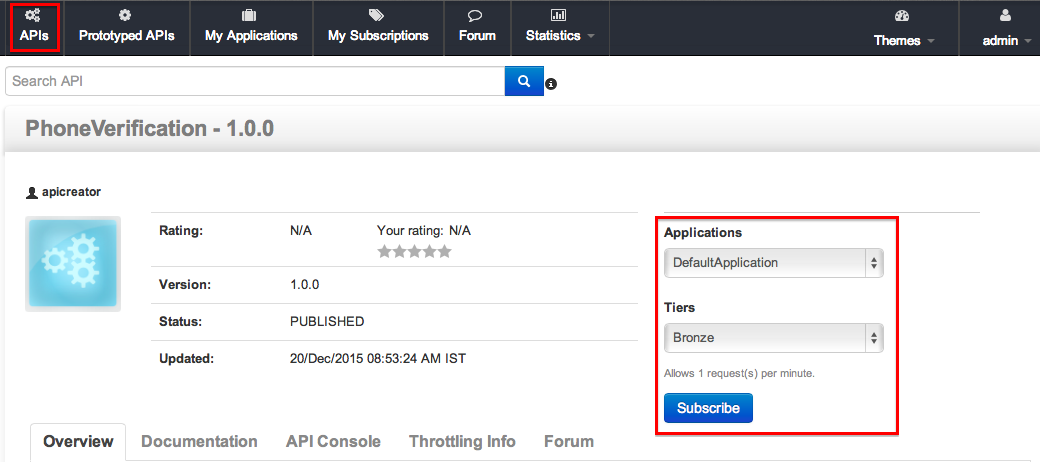 APIs Prototyped APIs My Applications My Subscriptions Forum Statistics Themes admin
Search API
PhoneVerification - 1.0.0
apicreator
Rating: N/A Your rating: N/A
Version: 1.0.0
Status: PUBLISHED
Updated: 20/Dec/2015 08:53:24 AM IST
Applications
DefaultApplication
Tiers
Bronze
Allows 1 request(s) per minute.
Subscribe
Overview Documentation API Console Throttling Info Forum